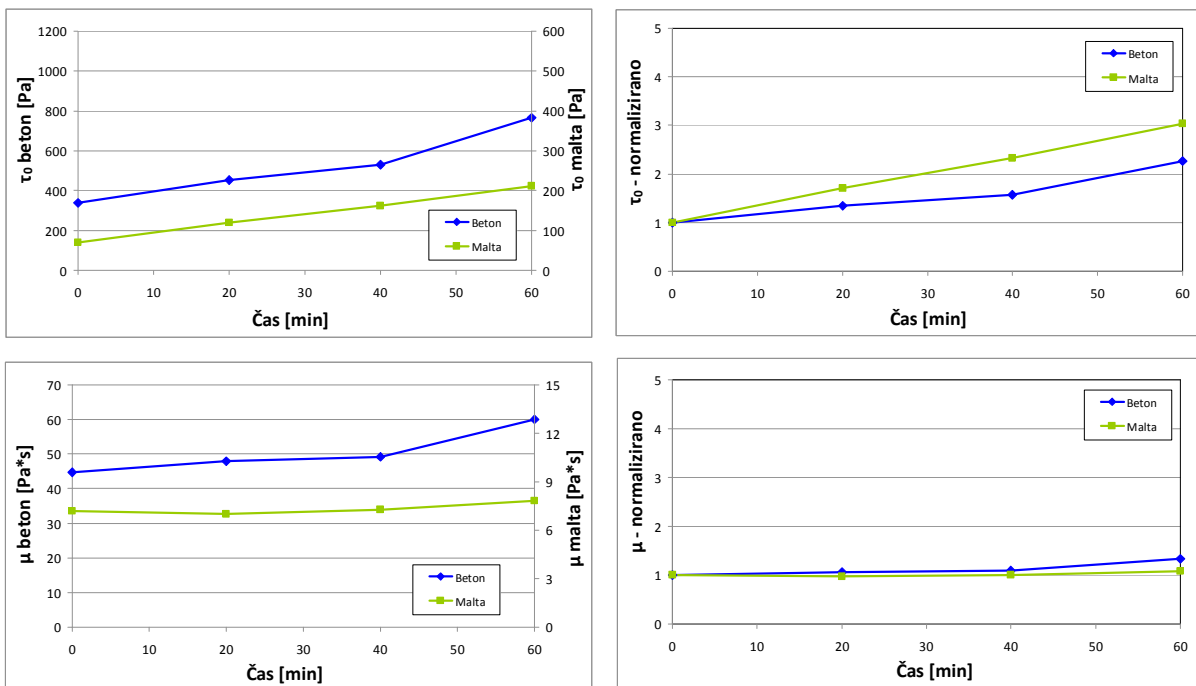 τ₀ beton [Pa]
1200
1000
800
600
400
200
0
600
500
400
300
200
100
0
τ₀ malta [Pa]
Beton
Malta
0 10 20 30 40 50 60
Čas [min]
τ₀ - normalizirano
5
4
3
2
1
0
Beton
Malta
0 10 20 30 40 50 60
Čas [min]
μ beton [Pa*s]
70
60
50
40
30
20
10
0
15
12
9
6
3
0
μ malta [Pa*s]
Beton
Malta
0 10 20 30 40 50 60
Čas [min]
μ - normalizirano
5
4
3
2
1
0
Beton
Malta
0 10 20 30 40 50 60
Čas [min]